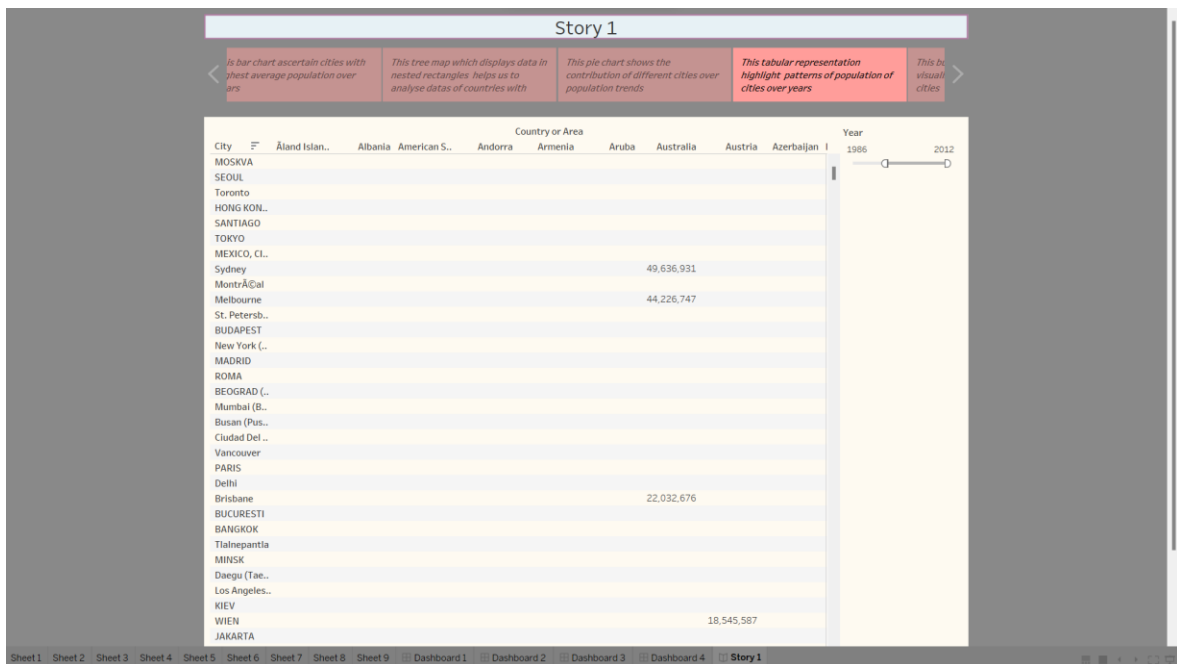 Story 1
is bar chart ascertain cities with
ghest average population over
ars
This tree map which displays data in
nested rectangles helps us to
analyse datas of countries with
This pie chart shows the
contribution of different cities over
population trends
This tabular representation
highlight patterns of population of
cities over years
This
visuali
cities
Country or Area
City Åland Islan.. Albania American S.. Andorra Armenia Aruba Australia Austria Azerbaijan
Year
1986 2012
MOSKVA
SEOUL
Toronto
HONG KON..
SANTIAGO
TOKYO
MEXICO, CI..
Sydney 49,636,931
MontrÃ©al
Melbourne 44,226,747
St. Petersb..
BUDAPEST
New York (..
MADRID
ROMA
BEOGRAD (..
Mumbai (B..
Busan (Pus..
Ciudad Del ..
Vancouver
PARIS
Delhi
Brisbane 22,032,676
BUCURESTI
BANGKOK
Tlalnepantla
MINSK
Daegu (Tae..
Los Angeles..
KIEV
WIEN 18,545,587
JAKARTA
Sheet 1 Sheet 2 Sheet 3 Sheet 4 Sheet 5 Sheet 6 Sheet 7 Sheet 8 Sheet 9 Dashboard 1 Dashboard 2 Dashboard 3 Dashboard 4 Story 1